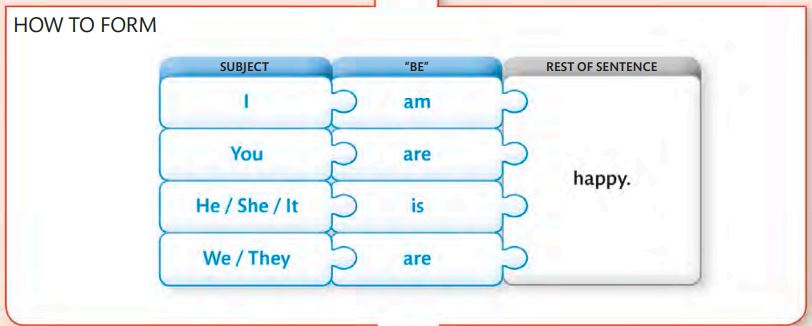 HOW TO FORM
SUBJECT "BE" REST OF SENTENCE
I am
You are
happy.
He / She / It is
We / They are